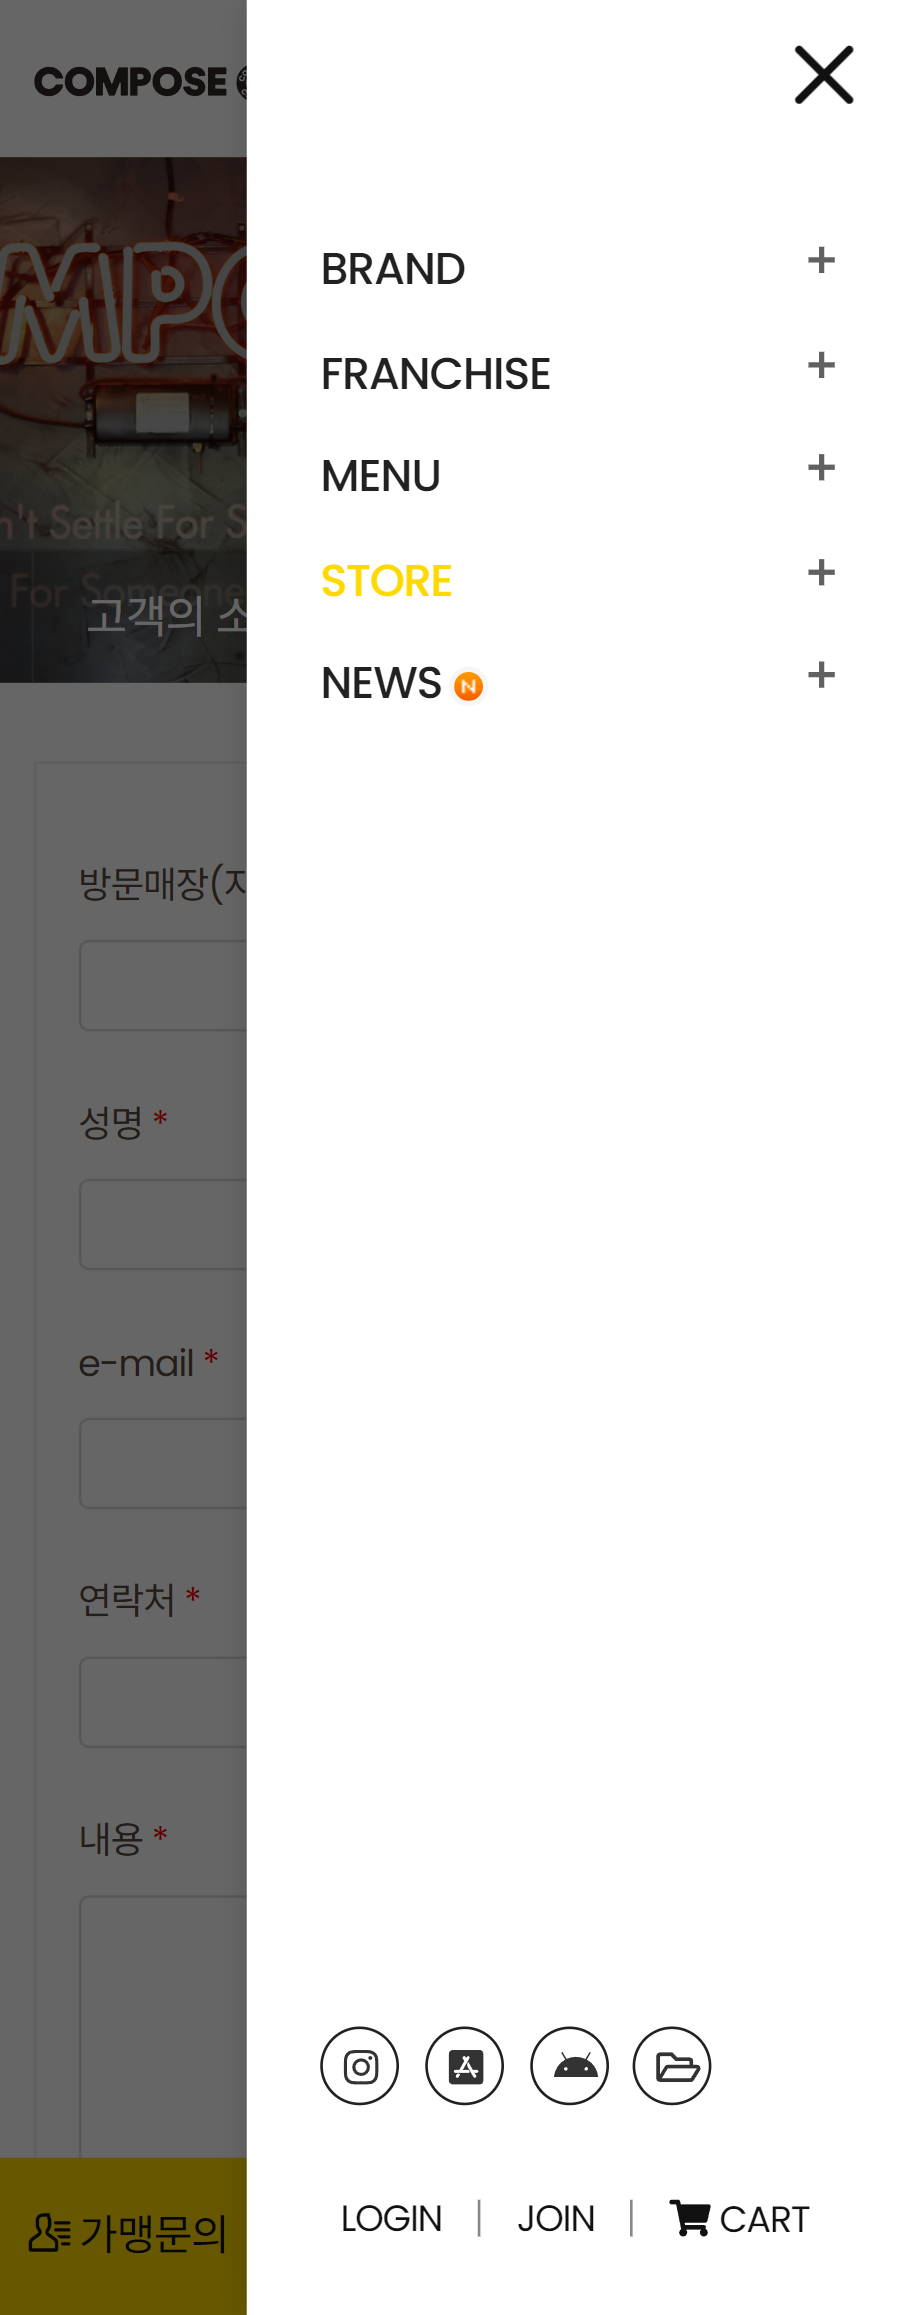 COMPOSE
MPO
n't Settle For S
For Someone
고객의 소
방문매장(지
성명 *
e-mail *
연락처 *
내용 *
가맹문의
BRAND +
FRANCHISE +
MENU +
STORE +
NEWS N +
LOGIN | JOIN | CART